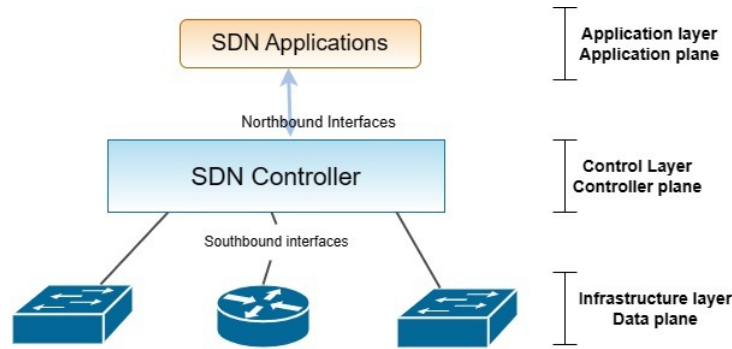 SDN Applications
Application layer
Application plane
Northbound Interfaces
SDN Controller
Control Layer
Controller plane
Southbound interfaces
Infrastructure layer
Data plane